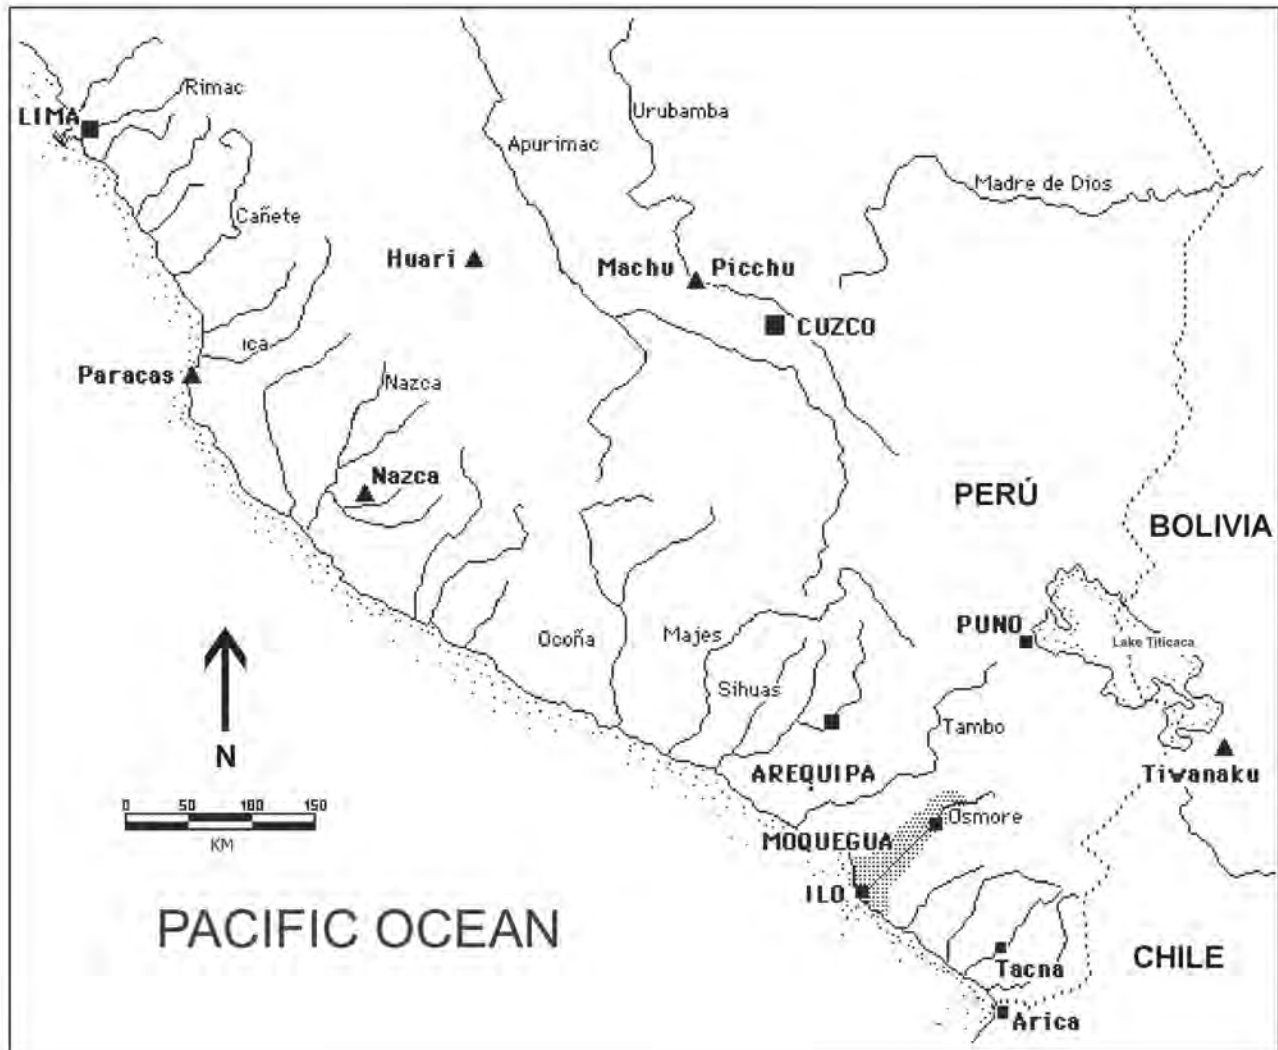 Rimac
LIMA
Urubamba
Apurimac
Madre de Dios
Cañete
Huari
Machu Picchu
CUZCO
ica
Paracas
Nazca
Nazca
PERÚ
BOLIVIA
PUNO
Lake Titicaca
Ocoña
Majes
Sihuas
Tambo
N
AREQUIPA
Tiwanaku
0 50 100 150
KM
Osmore
MOQUEGUA
ILO
PACIFIC OCEAN
CHILE
Tacna
Arica